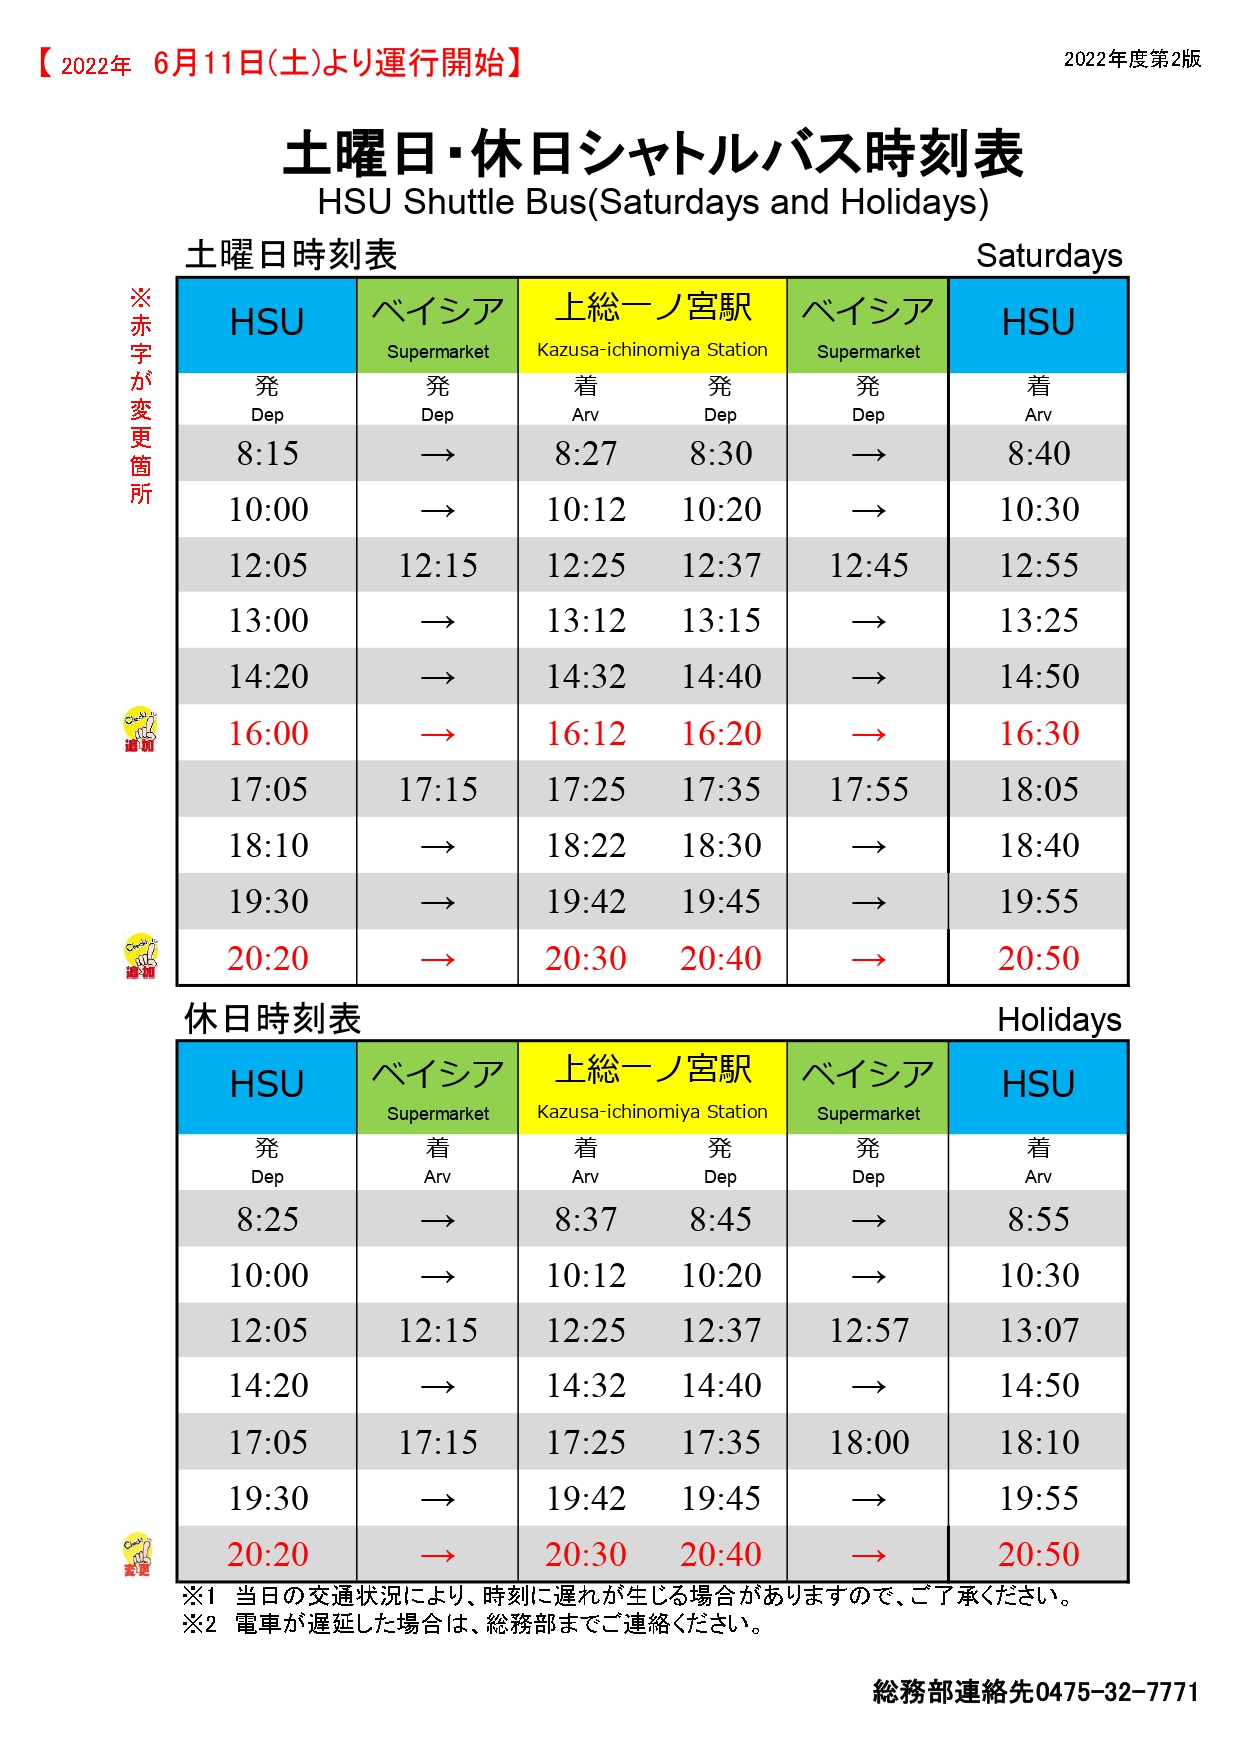 【 2022年 6月11日(土)より運行開始】
2022年度第2版
土曜日・休日シャトルバス時刻表
HSU Shuttle Bus(Saturdays and Holidays)
土曜日時刻表 Saturdays
※赤字が変更箇所
HSU ベイシア 上総一ノ宮駅 ベイシア HSU
Supermarket Kazusa-ichinomiya Station Supermarket
発 発 着 発 発 着
Dep Dep Arv Dep Dep Arv
8:15 → 8:27 8:30 → 8:40
10:00 → 10:12 10:20 → 10:30
12:05 12:15 12:25 12:37 12:45 12:55
13:00 → 13:12 13:15 → 13:25
14:20 → 14:32 14:40 → 14:50
Check! 追加 16:00 → 16:12 16:20 → 16:30
17:05 17:15 17:25 17:35 17:55 18:05
18:10 → 18:22 18:30 → 18:40
19:30 → 19:42 19:45 → 19:55
Check! 追加 20:20 → 20:30 20:40 → 20:50
休日時刻表 Holidays
HSU ベイシア 上総一ノ宮駅 ベイシア HSU
Supermarket Kazusa-ichinomiya Station Supermarket
発 着 着 発 発 着
Dep Arv Arv Dep Dep Arv
8:25 → 8:37 8:45 → 8:55
10:00 → 10:12 10:20 → 10:30
12:05 12:15 12:25 12:37 12:57 13:07
14:20 → 14:32 14:40 → 14:50
17:05 17:15 17:25 17:35 18:00 18:10
19:30 → 19:42 19:45 → 19:55
Check! 変更 20:20 → 20:30 20:40 → 20:50
※1 当日の交通状況により、時刻に遅れが生じる場合がありますので、ご了承ください。
※2 電車が遅延した場合は、総務部までご連絡ください。
総務部連絡先0475-32-7771